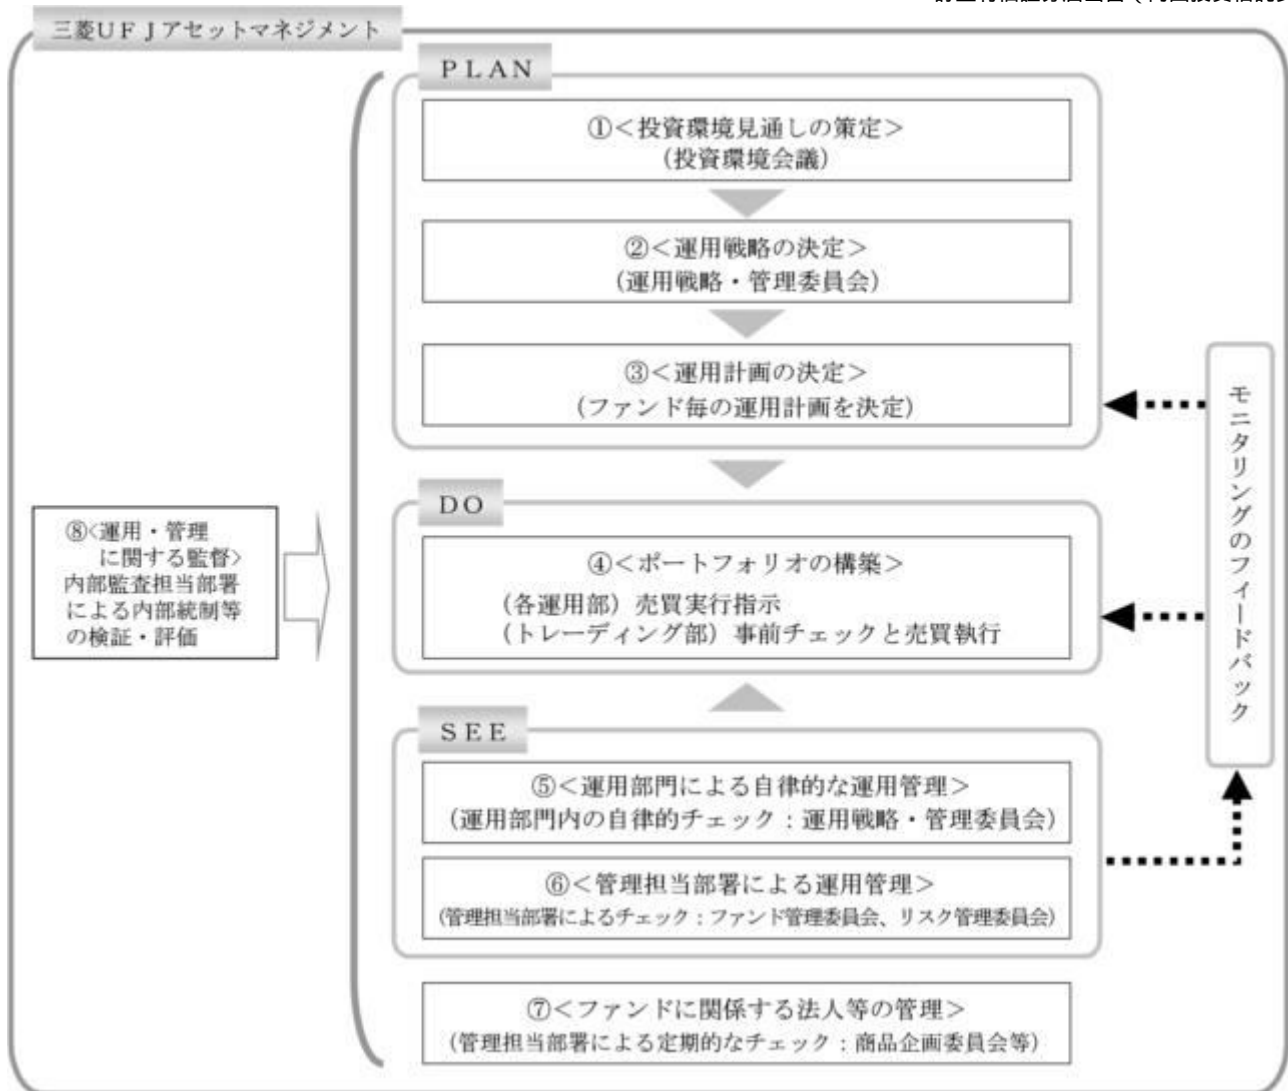 三菱UFJアセットマネジメント
PLAN
①<投資環境見通しの策定>
(投資環境会議)
②<運用戦略の決定>
(運用戦略・管理委員会)
③<運用計画の決定>
(ファンド毎の運用計画を決定)
DO
④<ポートフォリオの構築>
(各運用部)売買実行指示
(トレーディング部)事前チェックと売買執行
SEE
⑤<運用部門による自律的な運用管理>
(運用部門内の自律的チェック:運用戦略・管理委員会)
⑥<管理担当部署による運用管理>
(管理担当部署によるチェック:ファンド管理委員会、リスク管理委員会)
⑦<ファンドに関係する法人等の管理>
(管理担当部署による定期的なチェック:商品企画委員会等)
⑧<運用・管理
に関する監督>
内部監査担当部署
による内部統制等
の検証・評価
モニタリングのフィードバック